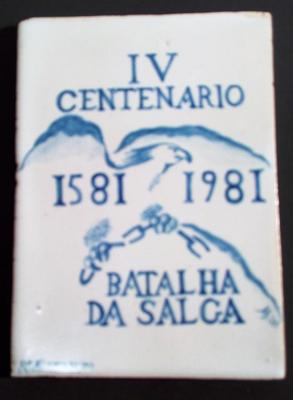 IV
CENTENARIO
1581 1981
BATALHA
DA SALGA